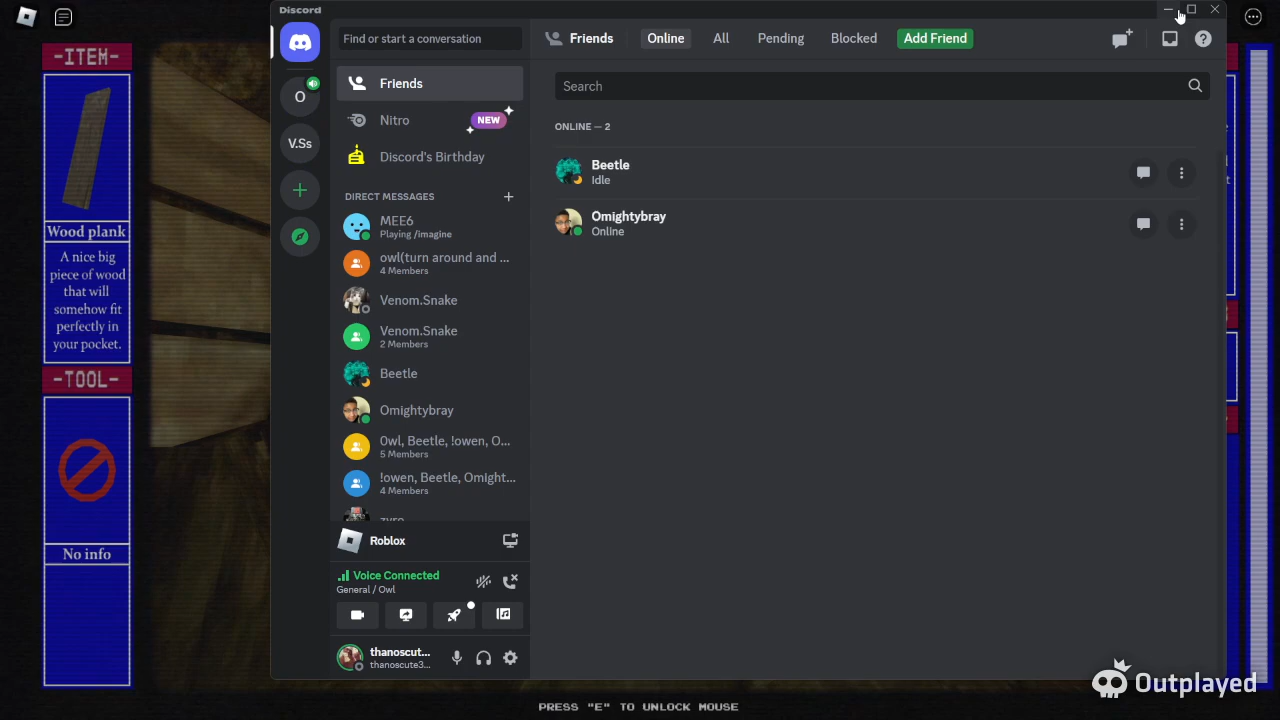 Discord
-ITEM-
Wood plank
A nice big
piece of wood
that will
somehow fit
perfectly in
your pocket.
-TOOL-
No info
O
V.Ss
Find or start a conversation
Friends
Nitro
NEW
Discord's Birthday
DIRECT MESSAGES
MEE6
Playing /imagine
owl(turn around and ...
4 Members
Venom.Snake
Venom.Snake
2 Members
Beetle
Omightybray
Owl, Beetle, !owen, O...
5 Members
!owen, Beetle, Omight...
4 Members
Roblox
Voice Connected
General / Owl
thanoscut...
thanoscute3...
Friends
Online
All
Pending
Blocked
Add Friend
Search
ONLINE — 2
Beetle
Idle
Omightybray
Online
Outplayed
PRESS "E" TO UNLOCK MOUSE